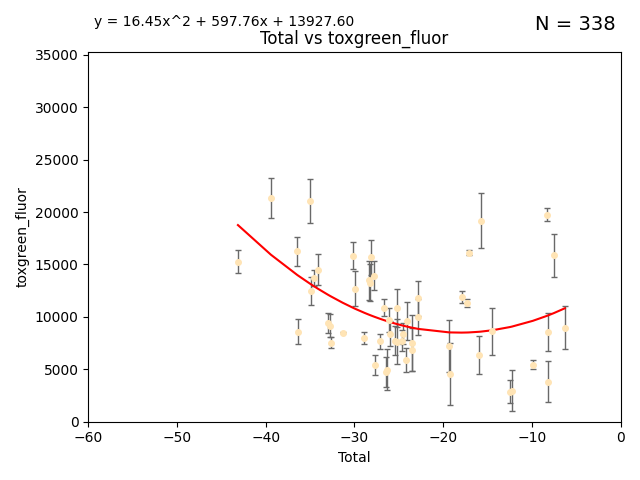 y = 16.45x^2 + 597.76x + 13927.60
N = 338
Total vs toxgreen_fluor
35000
30000
25000
20000
15000
10000
5000
0
toxgreen_fluor
−60 −50 −40 −30 −20 −10 0
Total